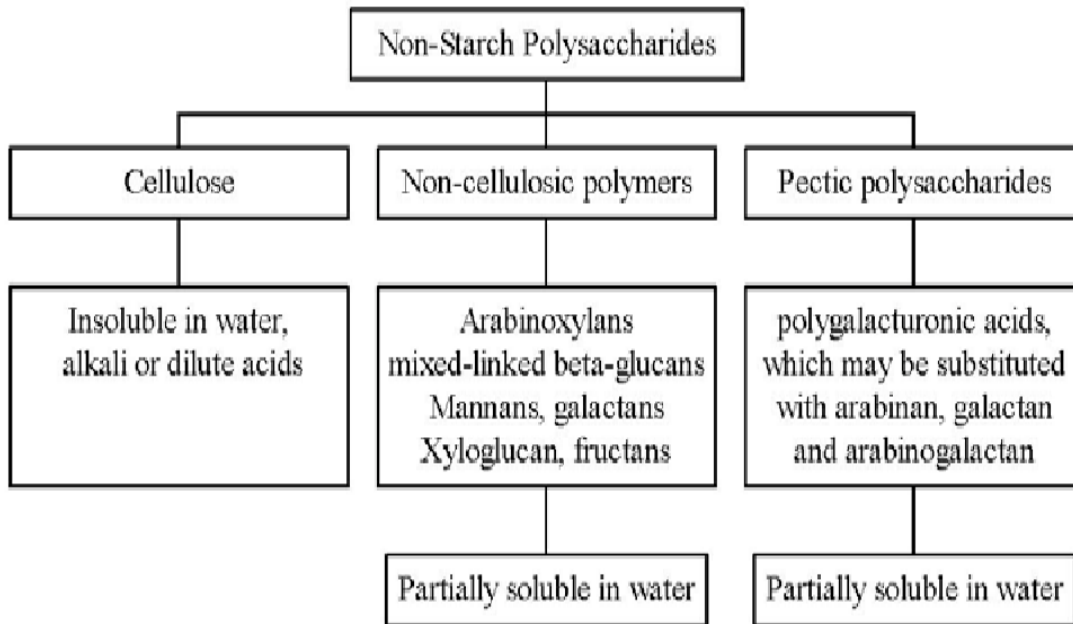 Non-Starch Polysaccharides
Cellulose
Non-cellulosic polymers
Pectic polysaccharides
Insoluble in water,
alkali or dilute acids
Arabinoxylans
mixed-linked beta-glucans
Mannans, galactans
Xyloglucan, fructans
polygalacturonic acids,
which may be substituted
with arabinan, galactan
and arabinogalactan
Partially soluble in water
Partially soluble in water